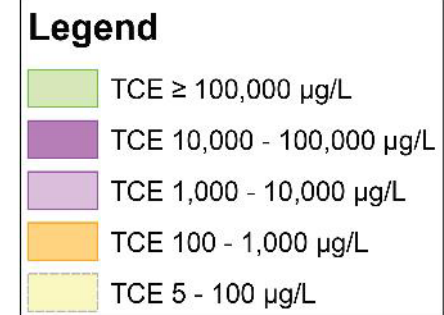 Legend
TCE ≥ 100,000 µg/L
TCE 10,000 - 100,000 µg/L
TCE 1,000 - 10,000 µg/L
TCE 100 - 1,000 µg/L
TCE 5 - 100 µg/L